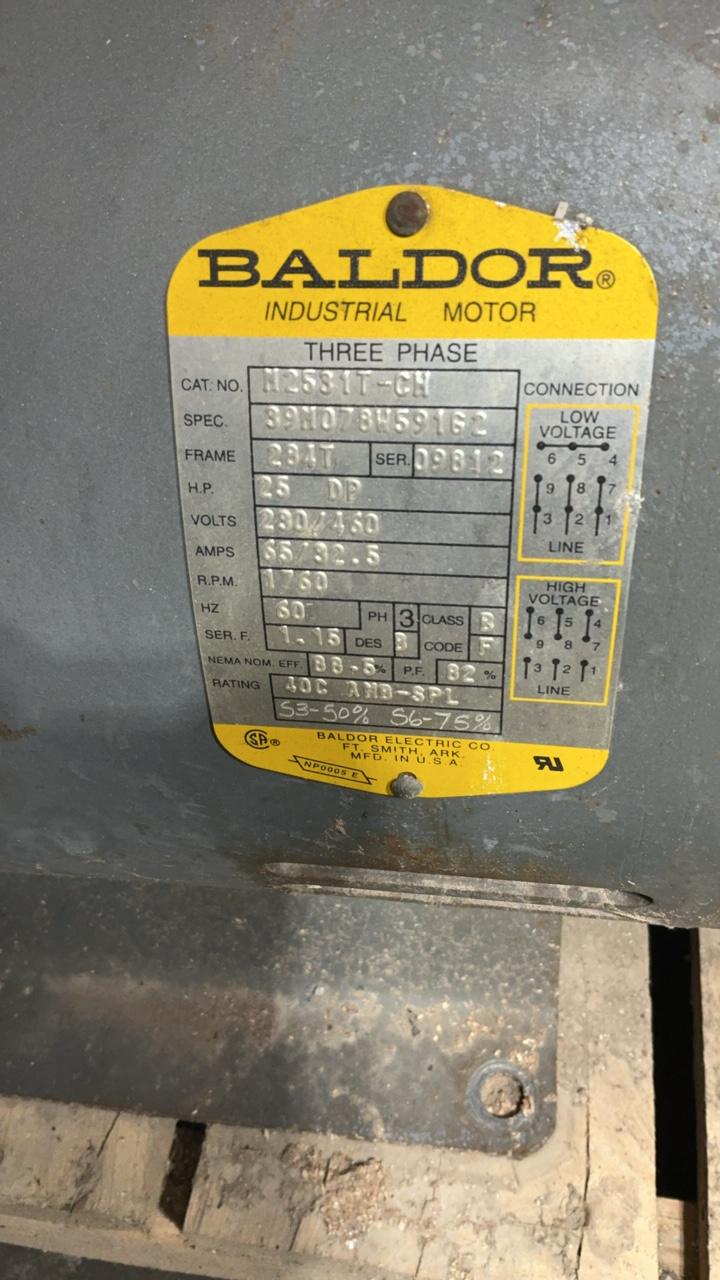 BALDOR®
INDUSTRIAL MOTOR
THREE PHASE
CAT. NO. M2531T-CH
SPEC. 39M078W591G2
FRAME 284T SER. 09812
H.P. 25 DP
VOLTS 230/460
AMPS 65/32.5
R.P.M. 1760
HZ 60 PH 3 CLASS B
SER. F. 1.15 DES B CODE F
NEMA NOM. EFF. 88.5% P.F. 82 %
RATING 40C AMB-SPL
S3-50% S6-75%
CONNECTION
LOW
VOLTAGE
6 5 4
9 8 7
3 2 1
LINE
HIGH
VOLTAGE
6 5 4
9 8 7
3 2 1
LINE
SA®
BALDOR ELECTRIC CO.
FT. SMITH, ARK.
MFD. IN U.S.A.
NP0005 E
RU